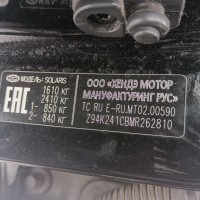 МОДЕЛЬ: SOLARIS
EAC
1610 КГ
2410 КГ
1- 850 КГ
2- 840 КГ
ООО «ХЕНДЭ МОТОР
МАНУФАКТУРИНГ РУС»
ТС RU E-RU.MT02.00590
Z94K241CBMR262810